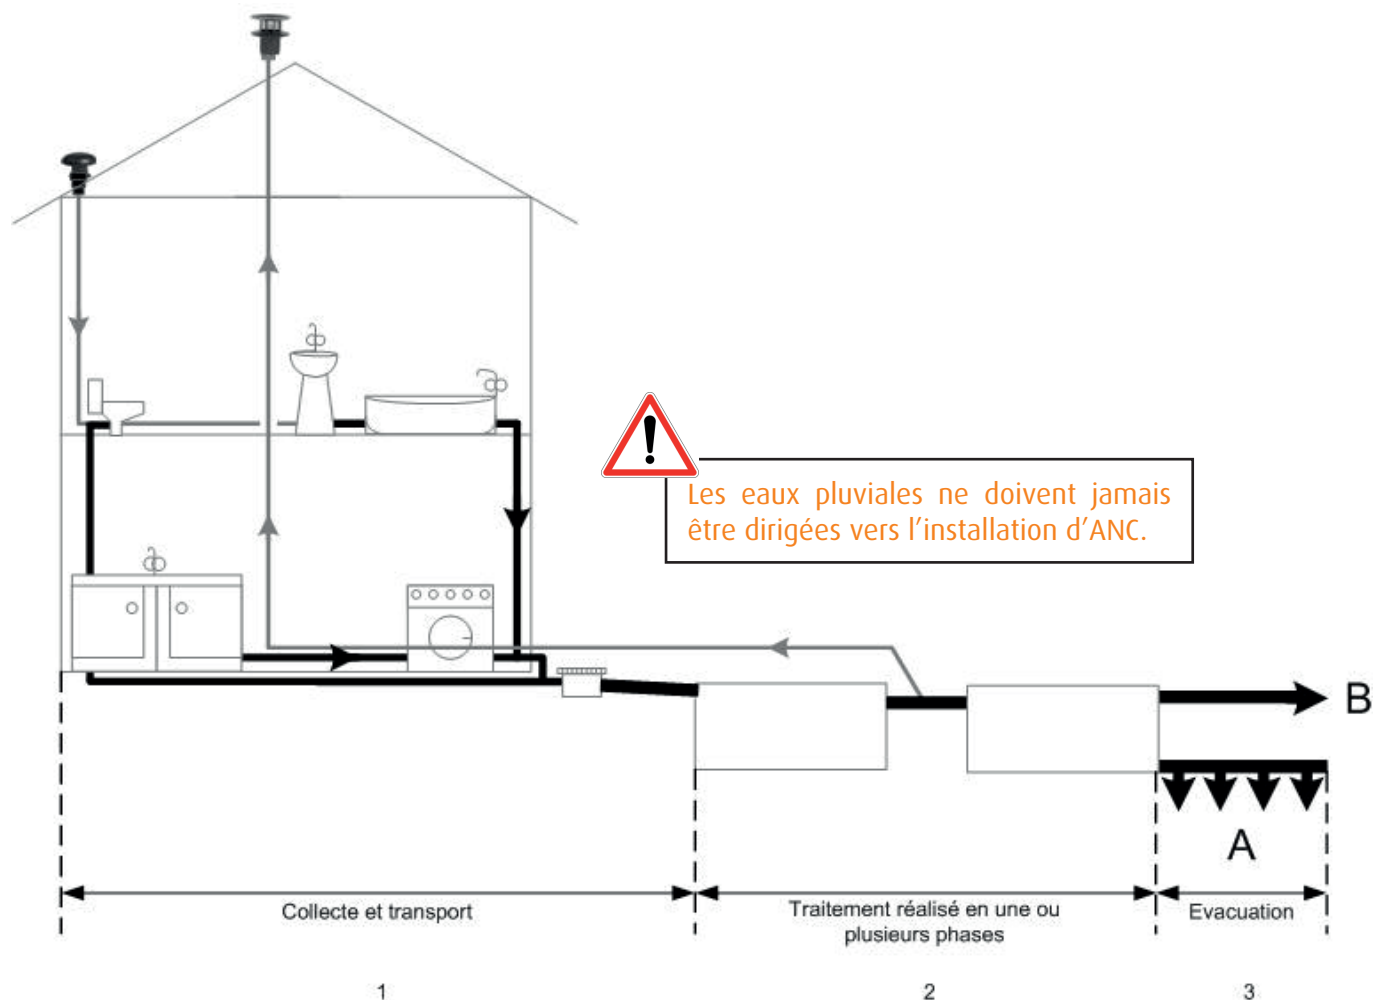 Les eaux pluviales ne doivent jamais
être dirigées vers l'installation d'ANC.
B
A
Collecte et transport
Traitement réalisé en une ou
plusieurs phases
Evacuation
1
2
3